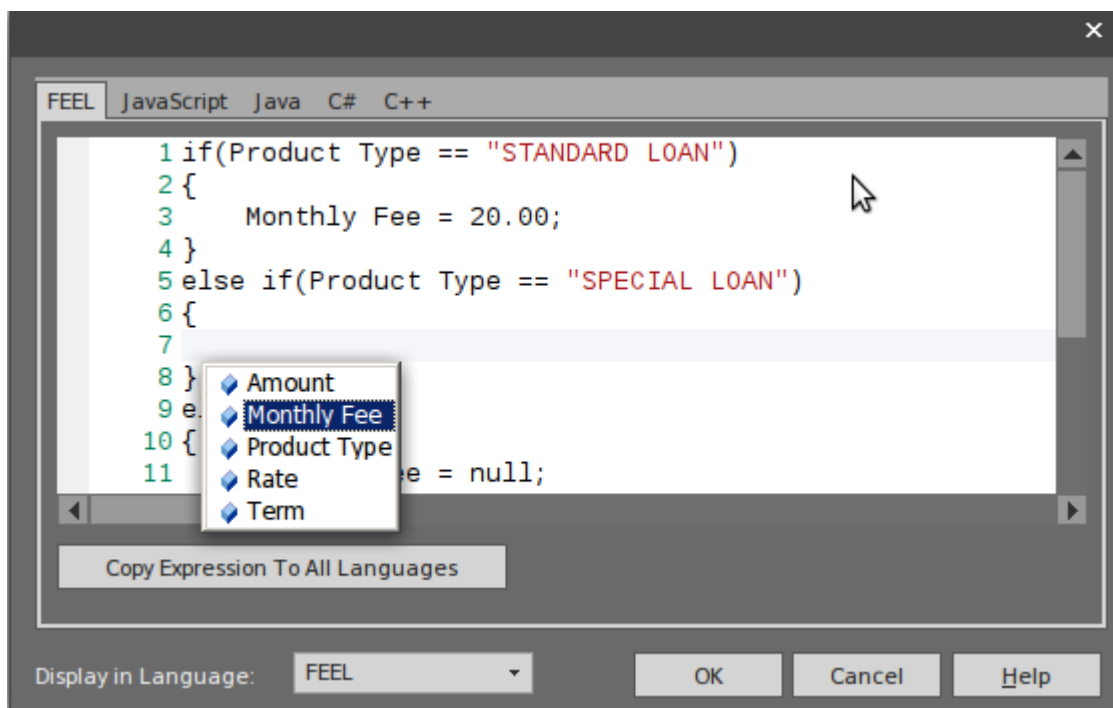 ×
FEEL JavaScript Java C# C++
1 if(Product Type == "STANDARD LOAN")
2 {
3     Monthly Fee = 20.00;
4 }
5 else if(Product Type == "SPECIAL LOAN")
6 {
7
8 }
9 e
10 {
11 e = null;
Amount
Monthly Fee
Product Type
Rate
Term
Copy Expression To All Languages
Display in Language: FEEL OK Cancel Help